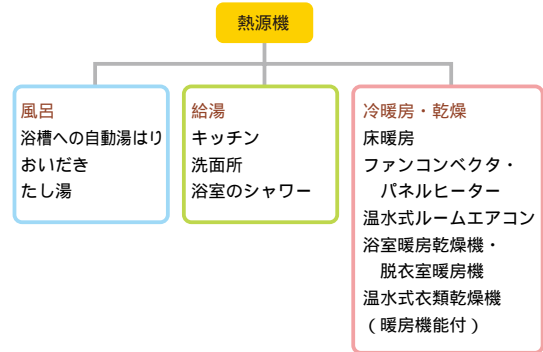 熱源機
風呂
浴槽への自動湯はり
おいだき
たし湯
給湯
キッチン
洗面所
浴室のシャワー
冷暖房・乾燥
床暖房
ファンコンベクタ・
パネルヒーター
温水式ルームエアコン
浴室暖房乾燥機・
脱衣室暖房機
温水式衣類乾燥機
（暖房機能付）